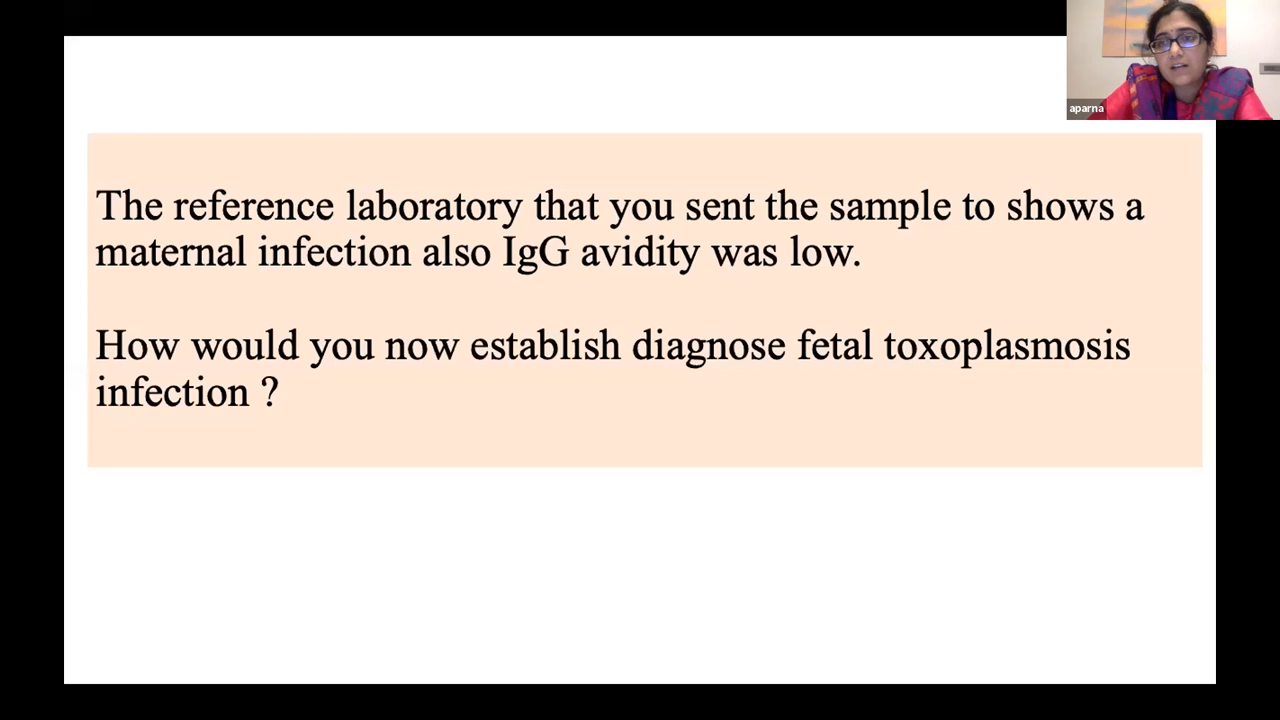 aparna
The reference laboratory that you sent the sample to shows a
maternal infection also IgG avidity was low.
How would you now establish diagnose fetal toxoplasmosis
infection ?